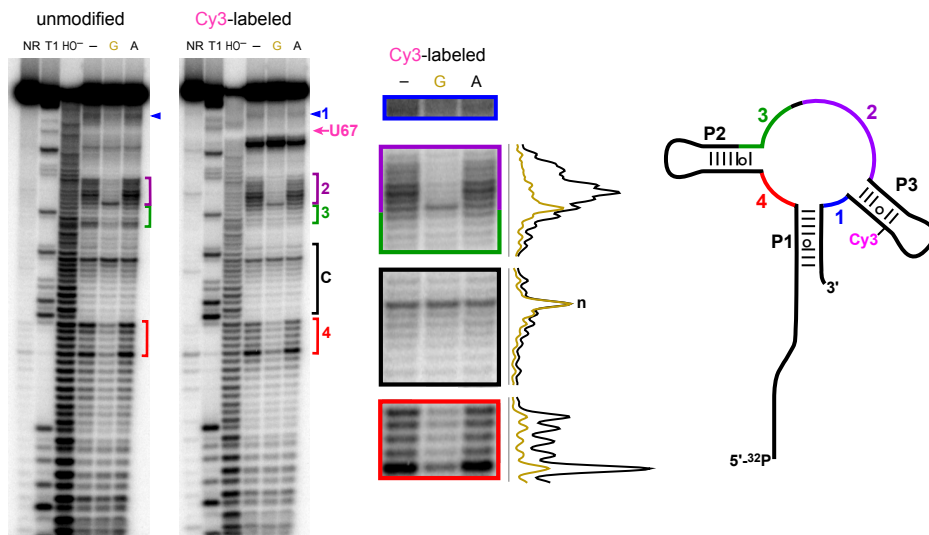 unmodified
NR T1 HO⁻ – G A
1
2
3
C
4
Cy3-labeled
NR T1 HO⁻ – G A
1
U67
Cy3-labeled
– G A
n
3
2
P2
P3
4
1
P1
Cy3
3'
5'-³²P